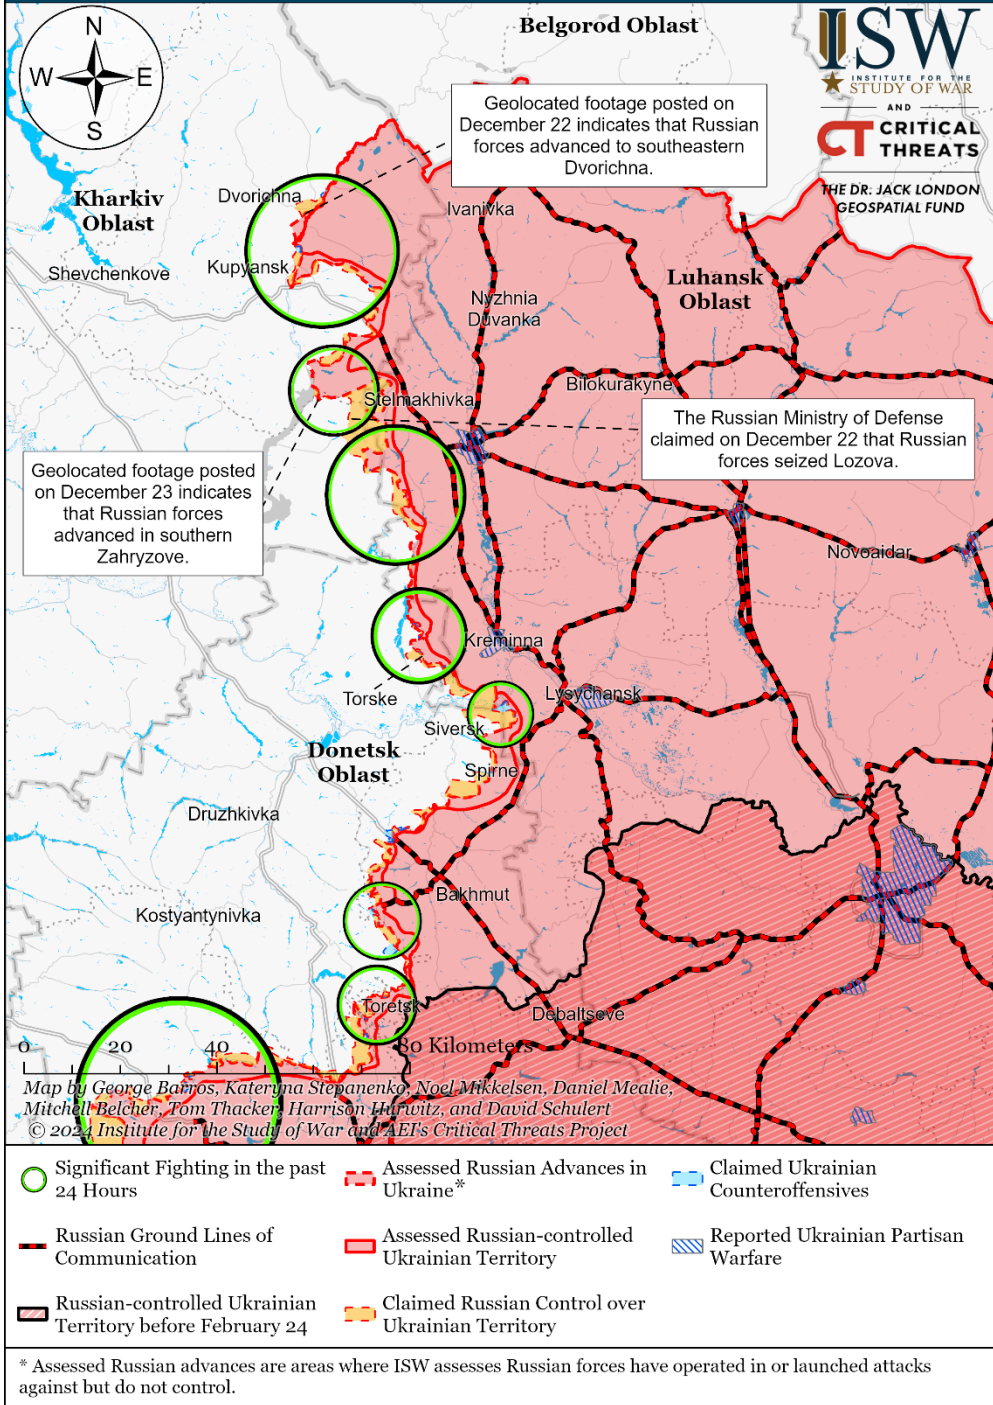 Belgorod Oblast
N
W E
S
ISW
INSTITUTE FOR THE
STUDY OF WAR
AND
CT CRITICAL
THREATS
THE DR. JACK LONDON
GEOSPATIAL FUND
Geolocated footage posted on
December 22 indicates that Russian
forces advanced to southeastern
Dvorichna.
Kharkiv
Oblast
Dvorichna
Ivanivka
Shevchenkove
Kupyansk
Luhansk
Oblast
Nyzhnia
Duvanka
Bilokurakyne
Stelmakhivka
The Russian Ministry of Defense
claimed on December 22 that Russian
forces seized Lozova.
Geolocated footage posted
on December 23 indicates
that Russian forces
advanced in southern
Zahryzove.
Novoaidar
Kreminna
Torske
Lysychansk
Siversk
Donetsk
Oblast
Spirne
Druzhkivka
Bakhmut
Kostyantynivka
Toretsk
Debaltseve
0 20 40 80 Kilometers
Map by George Barros, Kateryna Stepanenko, Noel Mikkelsen, Daniel Mealie,
Mitchell Belcher, Tom Thacker, Harrison Hurwitz, and David Schulert
© 2024 Institute for the Study of War and AEI's Critical Threats Project
Significant Fighting in the past
24 Hours
Assessed Russian Advances in
Ukraine*
Claimed Ukrainian
Counteroffensives
Russian Ground Lines of
Communication
Assessed Russian-controlled
Ukrainian Territory
Reported Ukrainian Partisan
Warfare
Russian-controlled Ukrainian
Territory before February 24
Claimed Russian Control over
Ukrainian Territory
* Assessed Russian advances are areas where ISW assesses Russian forces have operated in or launched attacks
against but do not control.